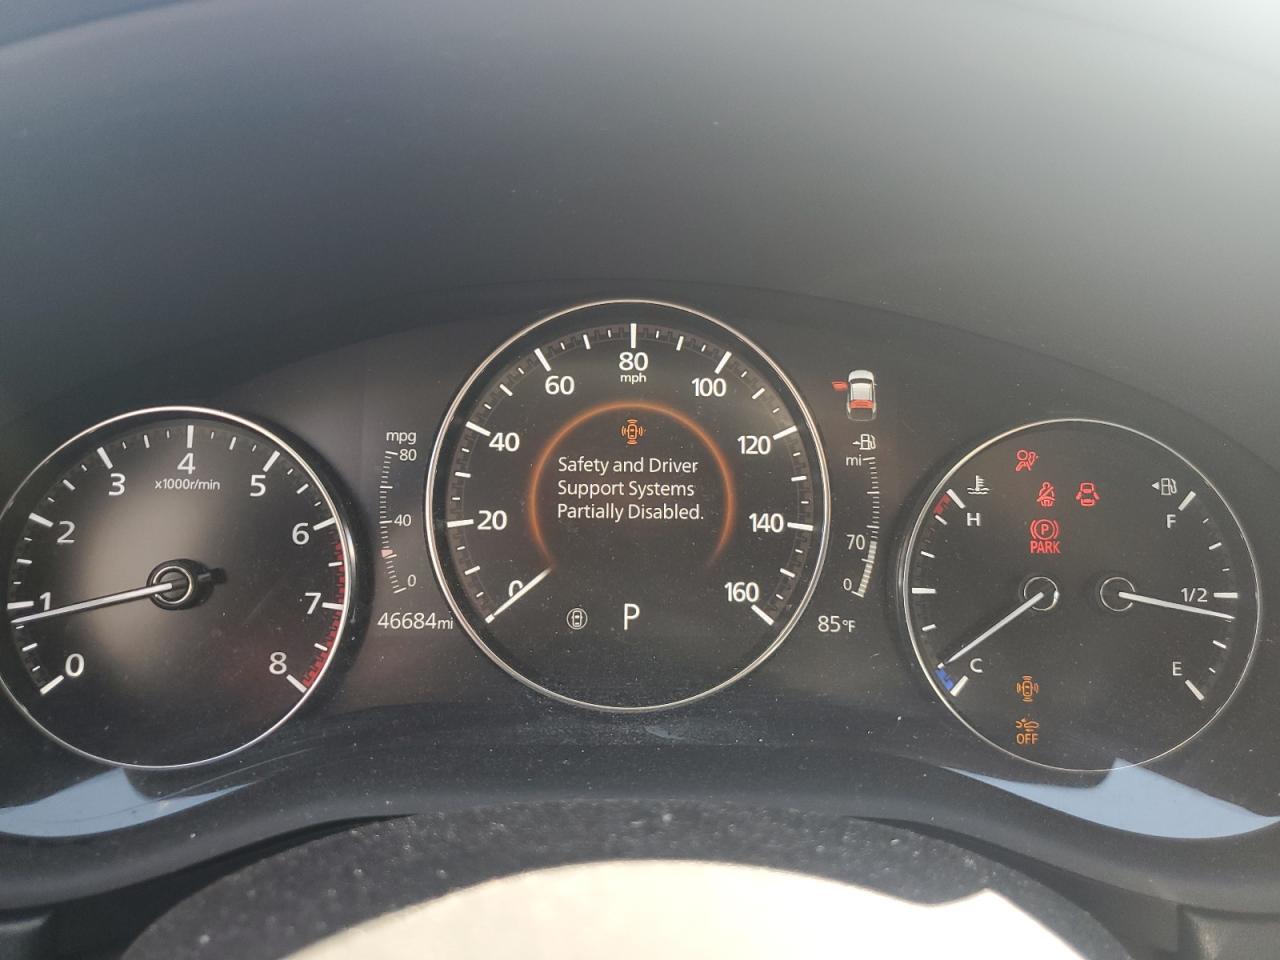 0
1
2
3
4
5
6
7
8
x1000r/min
mpg
80
40
0
46684mi
0
20
40
60
80
mph
100
120
140
160
Safety and Driver
Support Systems
Partially Disabled.
P
mi
70
0
85°F
H
C
P
PARK
OFF
F
1/2
E